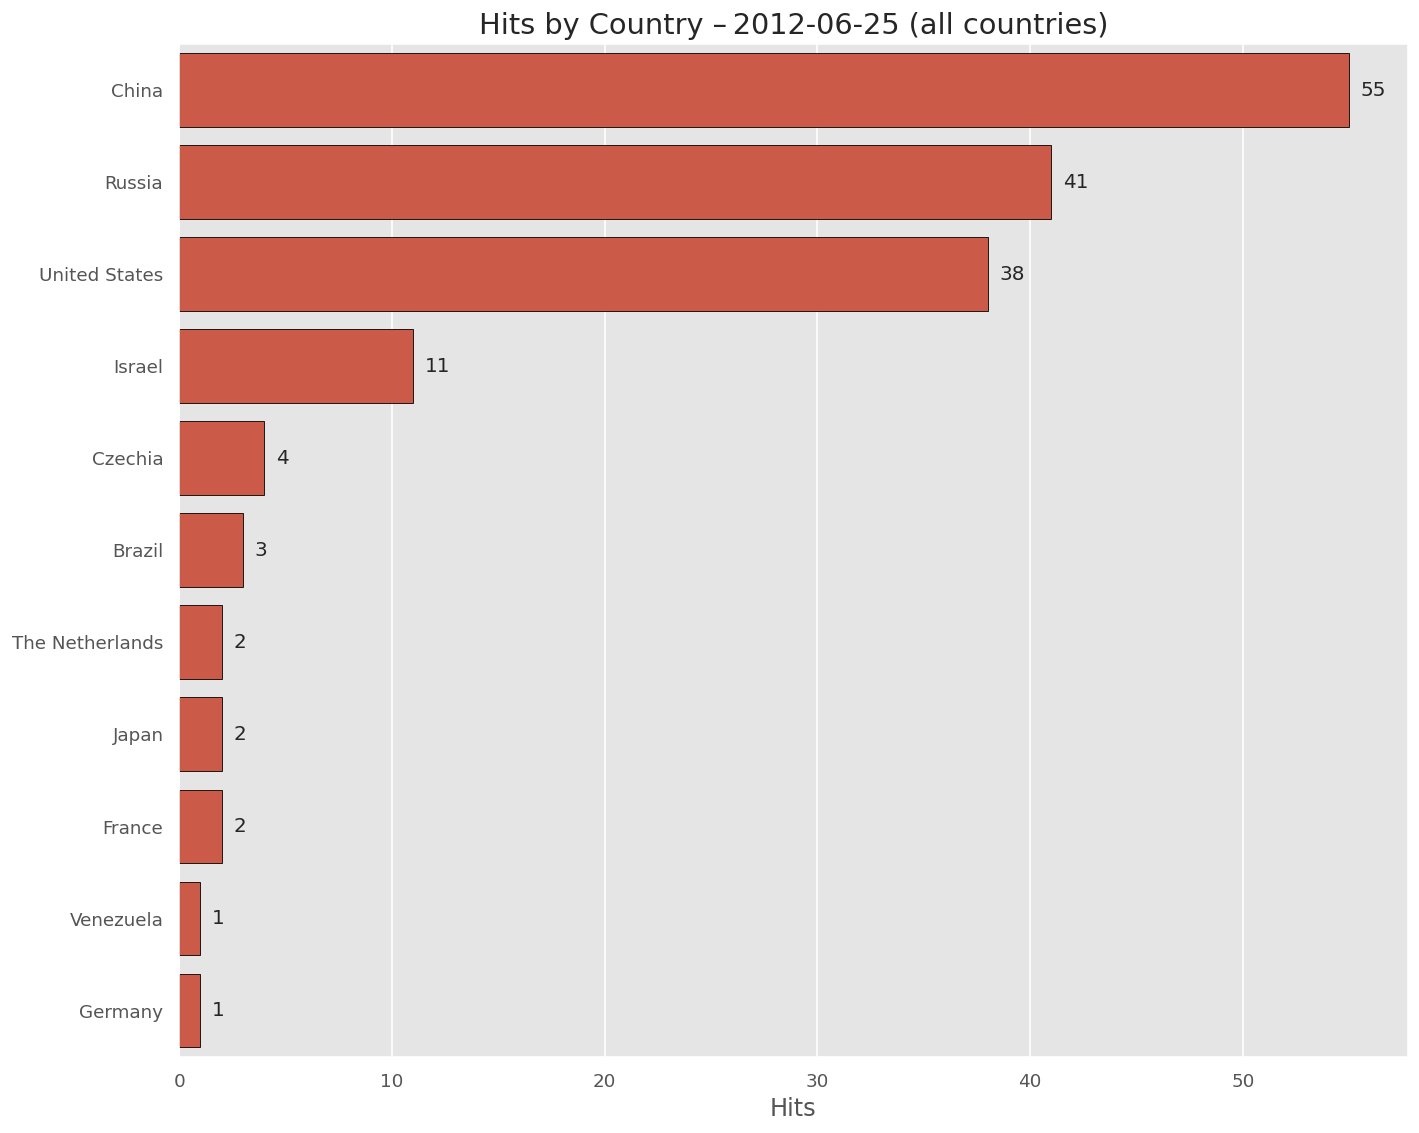 Hits by Country – 2012-06-25 (all countries)
China 55
Russia 41
United States 38
Israel 11
Czechia 4
Brazil 3
The Netherlands 2
Japan 2
France 2
Venezuela 1
Germany 1
0 10 20 30 40 50
Hits